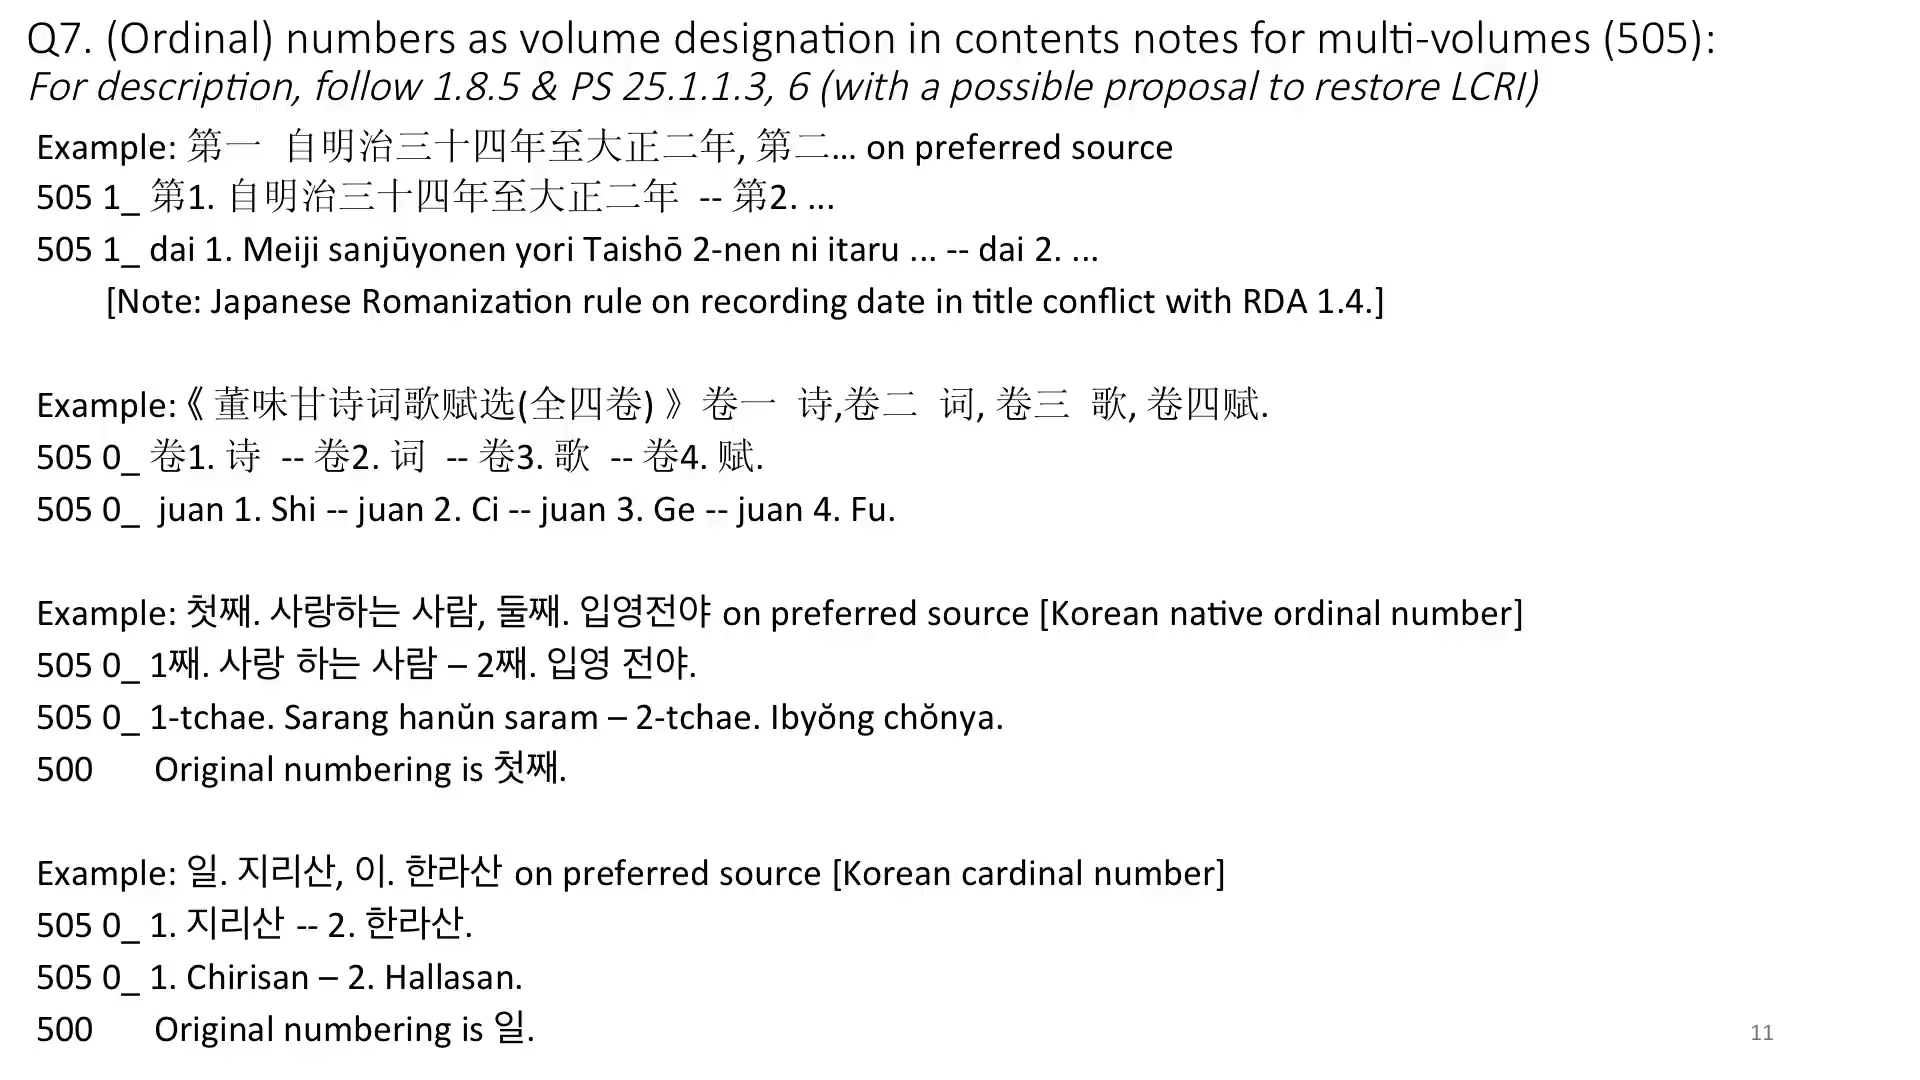 Q7. (Ordinal) numbers as volume designation in contents notes for multi-volumes (505):
For description, follow 1.8.5 & PS 25.1.1.3, 6 (with a possible proposal to restore LCRI)
Example: 第一 自明治三十四年至大正二年, 第二... on preferred source
505 1_ 第1. 自明治三十四年至大正二年 -- 第2. ...
505 1_ dai 1. Meiji sanjūyonen yori Taishō 2-nen ni itaru ... -- dai 2. ...
[Note: Japanese Romanization rule on recording date in title conflict with RDA 1.4.]
Example:《 董味甘诗词歌赋选(全四卷) 》 卷一 诗,卷二 词, 卷三 歌, 卷四赋.
505 0_ 卷1. 诗 -- 卷2. 词 -- 卷3. 歌 -- 卷4. 赋.
505 0_ juan 1. Shi -- juan 2. Ci -- juan 3. Ge -- juan 4. Fu.
Example: 첫째. 사랑하는 사람, 둘째. 입영전야 on preferred source [Korean native ordinal number]
505 0_ 1째. 사랑 하는 사람 – 2째. 입영 전야.
505 0_ 1-tchae. Sarang hanŭn saram – 2-tchae. Ibyŏng chŏnya.
500 Original numbering is 첫째.
Example: 일. 지리산, 이. 한라산 on preferred source [Korean cardinal number]
505 0_ 1. 지리산 -- 2. 한라산.
505 0_ 1. Chirisan – 2. Hallasan.
500 Original numbering is 일.
11